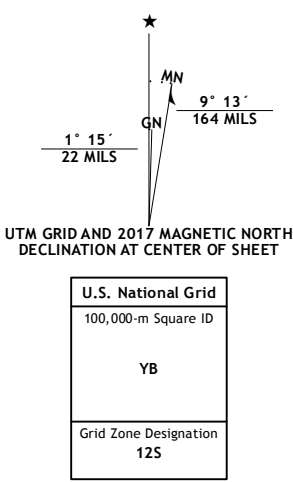 ★
MN
GN
9° 13´
164 MILS
1° 15´
22 MILS
UTM GRID AND 2017 MAGNETIC NORTH
DECLINATION AT CENTER OF SHEET
U.S. National Grid
100,000-m Square ID
YB
Grid Zone Designation
12S